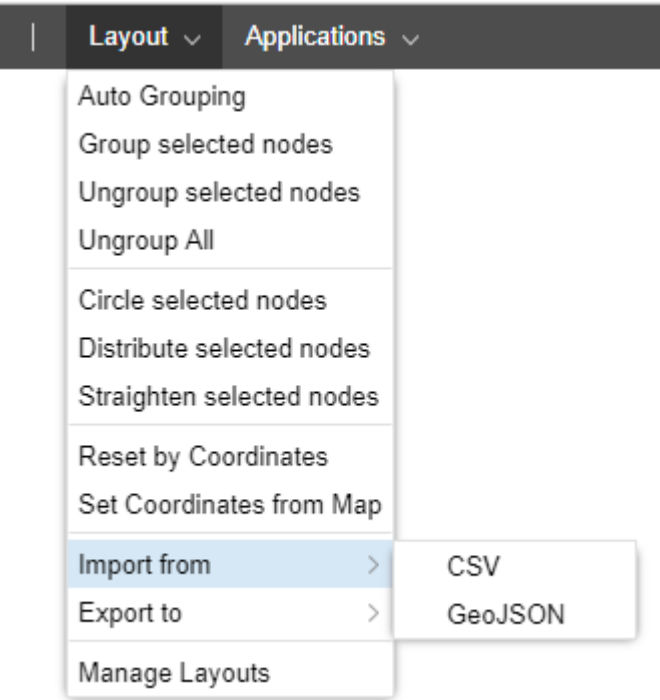 | Layout Applications
Auto Grouping
Group selected nodes
Ungroup selected nodes
Ungroup All
Circle selected nodes
Distribute selected nodes
Straighten selected nodes
Reset by Coordinates
Set Coordinates from Map
Import from CSV
Export to GeoJSON
Manage Layouts